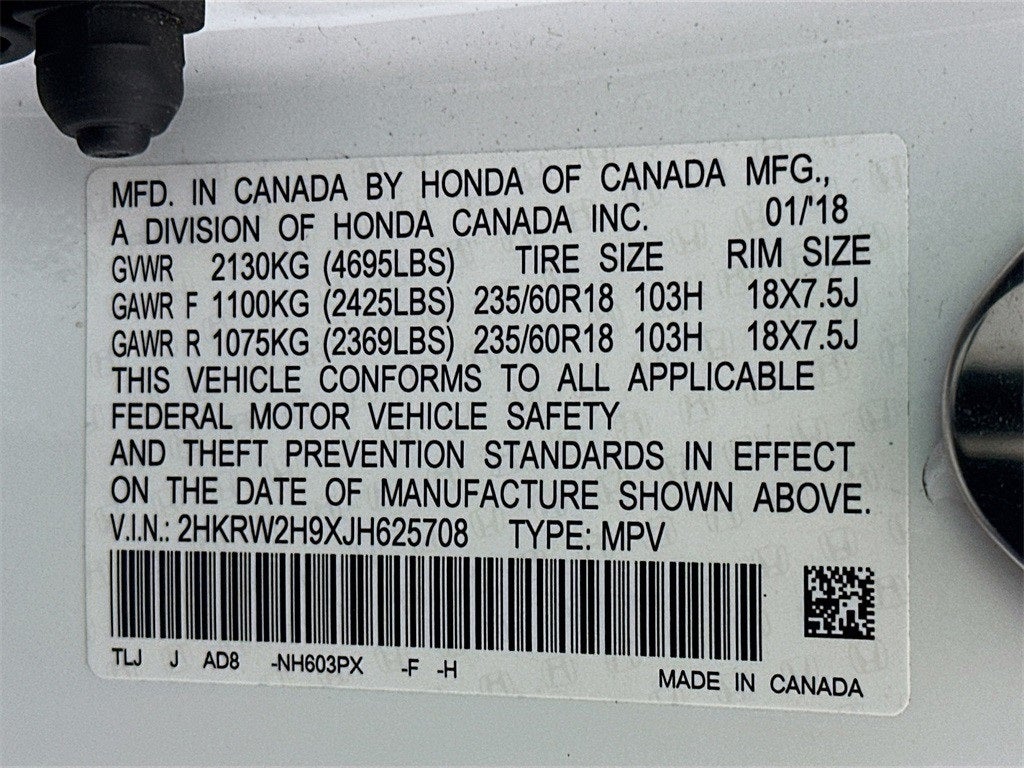 MFD. IN CANADA BY HONDA OF CANADA MFG.,
A DIVISION OF HONDA CANADA INC. 01/'18
GVWR 2130KG (4695LBS) TIRE SIZE RIM SIZE
GAWR F 1100KG (2425LBS) 235/60R18 103H 18X7.5J
GAWR R 1075KG (2369LBS) 235/60R18 103H 18X7.5J
THIS VEHICLE CONFORMS TO ALL APPLICABLE
FEDERAL MOTOR VEHICLE SAFETY
AND THEFT PREVENTION STANDARDS IN EFFECT
ON THE DATE OF MANUFACTURE SHOWN ABOVE.
V.I.N.: 2HKRW2H9XJH625708 TYPE: MPV
TLJ J AD8 -NH603PX -F -H
MADE IN CANADA